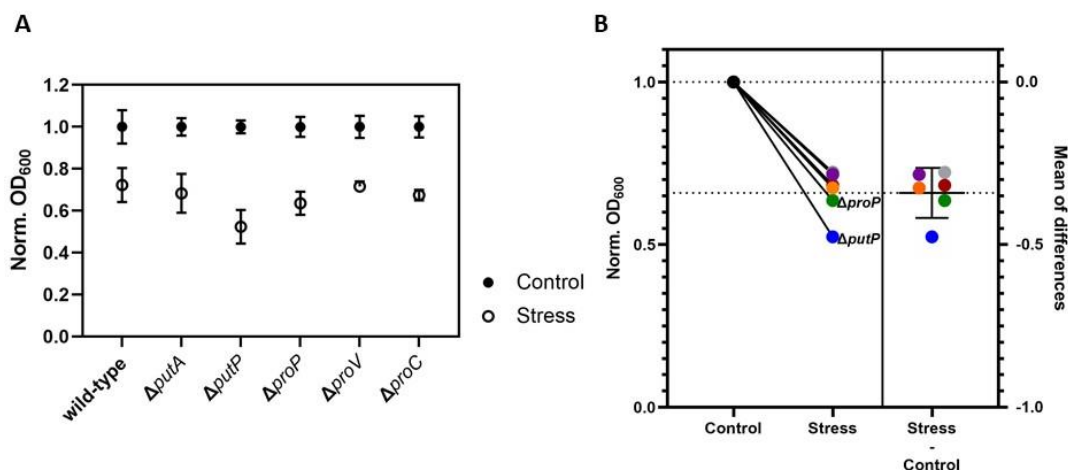 A
Norm. OD600
1.2
1.0
0.8
0.6
0.4
0.2
0.0
wild-type
ΔputA
ΔputP
ΔproP
ΔproV
ΔproC
Control
Stress
B
Norm. OD600
1.0
0.5
0.0
ΔproP
ΔputP
Control
Stress
Stress
-
Control
0.0
-0.5
-1.0
Mean of differences